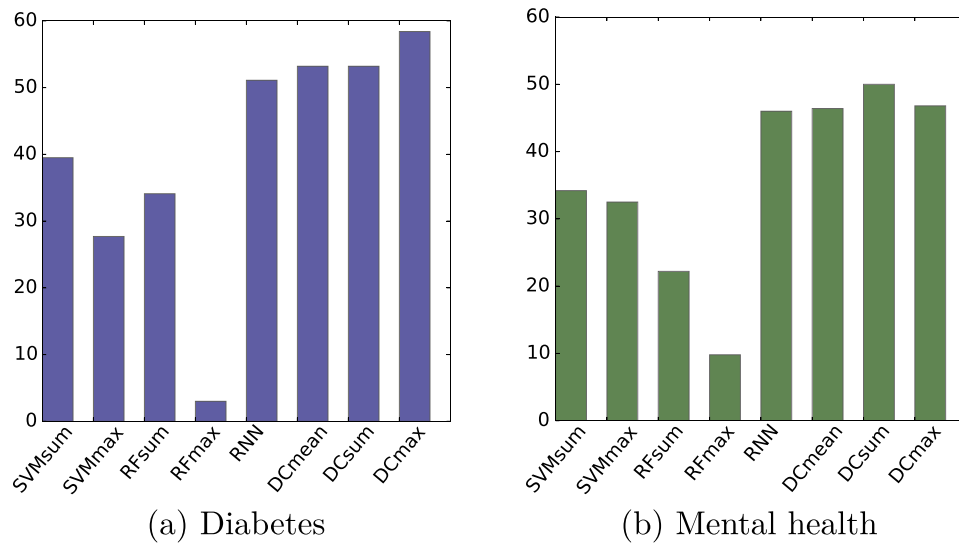 60
50
40
30
20
10
0
SVMsum
SVMmax
RFsum
RFmax
RNN
DCmean
DCsum
DCmax
(a) Diabetes
60
50
40
30
20
10
0
SVMsum
SVMmax
RFsum
RFmax
RNN
DCmean
DCsum
DCmax
(b) Mental health